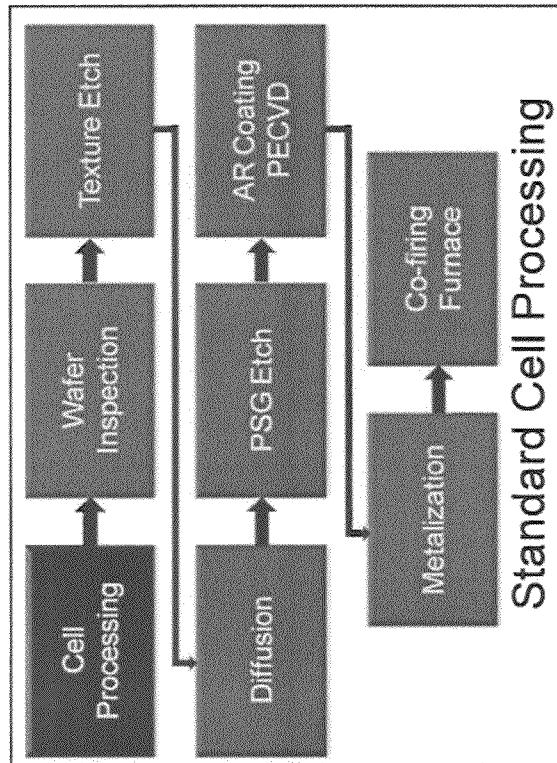 Cell
Processing
Wafer
Inspection
Texture Etch
Diffusion
PSG Etch
AR Coating
PECVD
Metalization
Co-firing
Furnace
Standard Cell Processing